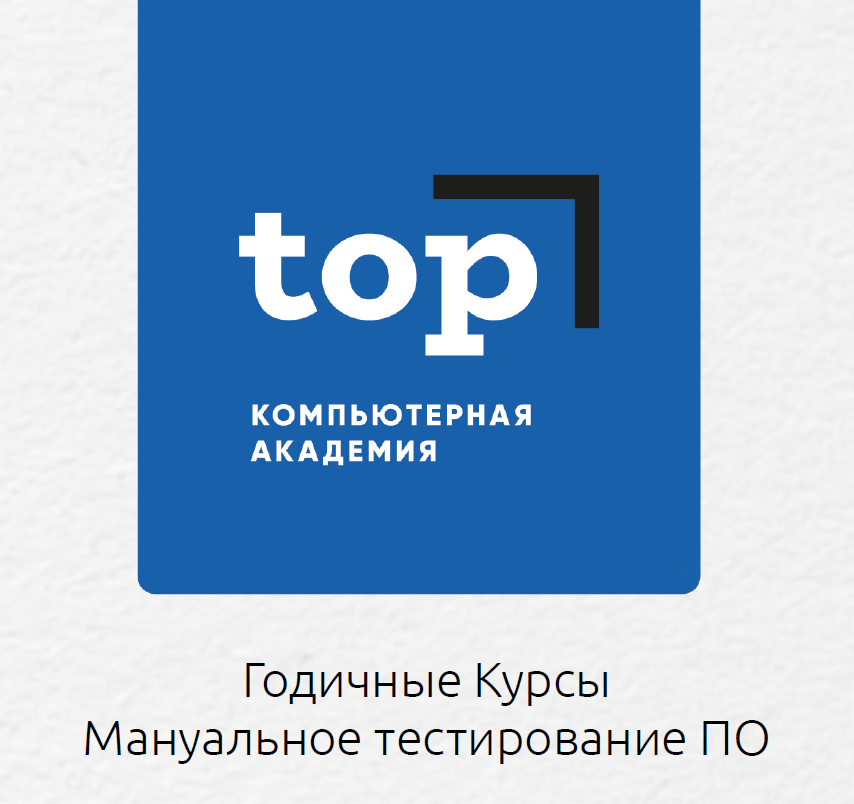 top
КОМПЬЮТЕРНАЯ
АКАДЕМИЯ
Годичные Курсы
Мануальное тестирование ПО